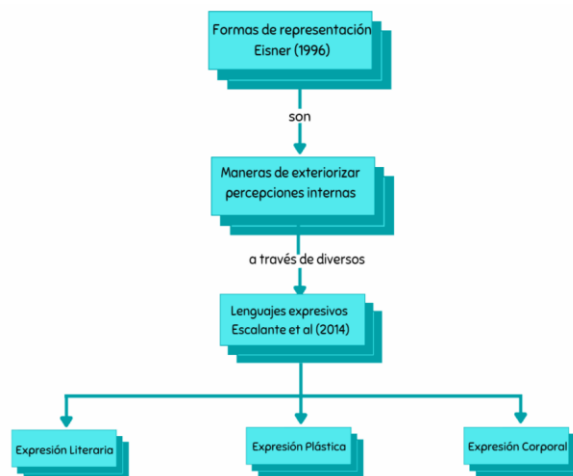 Formas de representación
Eisner (1996)
son
Maneras de exteriorizar
percepciones internas
a través de diversos
Lenguajes expresivos
Escalante et al (2014)
Expresión Literaria
Expresión Plástica
Expresión Corporal